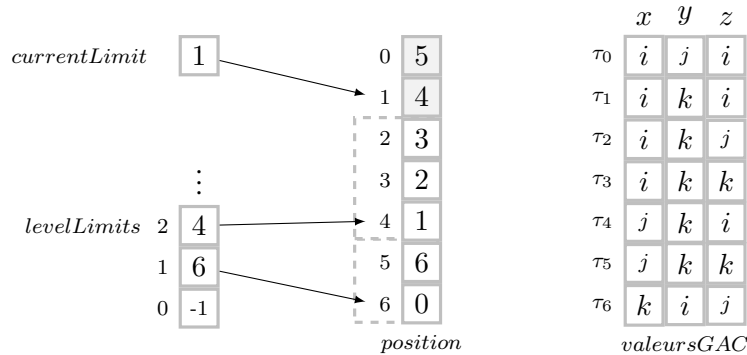 x y z
currentLimit 1 0 5 τ0 i j i
1 4 τ1 i k i
2 3 τ2 i k j
⋮ 3 2 τ3 i k k
levelLimits 2 4 4 1 τ4 j k i
1 6 5 6 τ5 j k k
0 -1 6 0 τ6 k i j
position valeursGAC